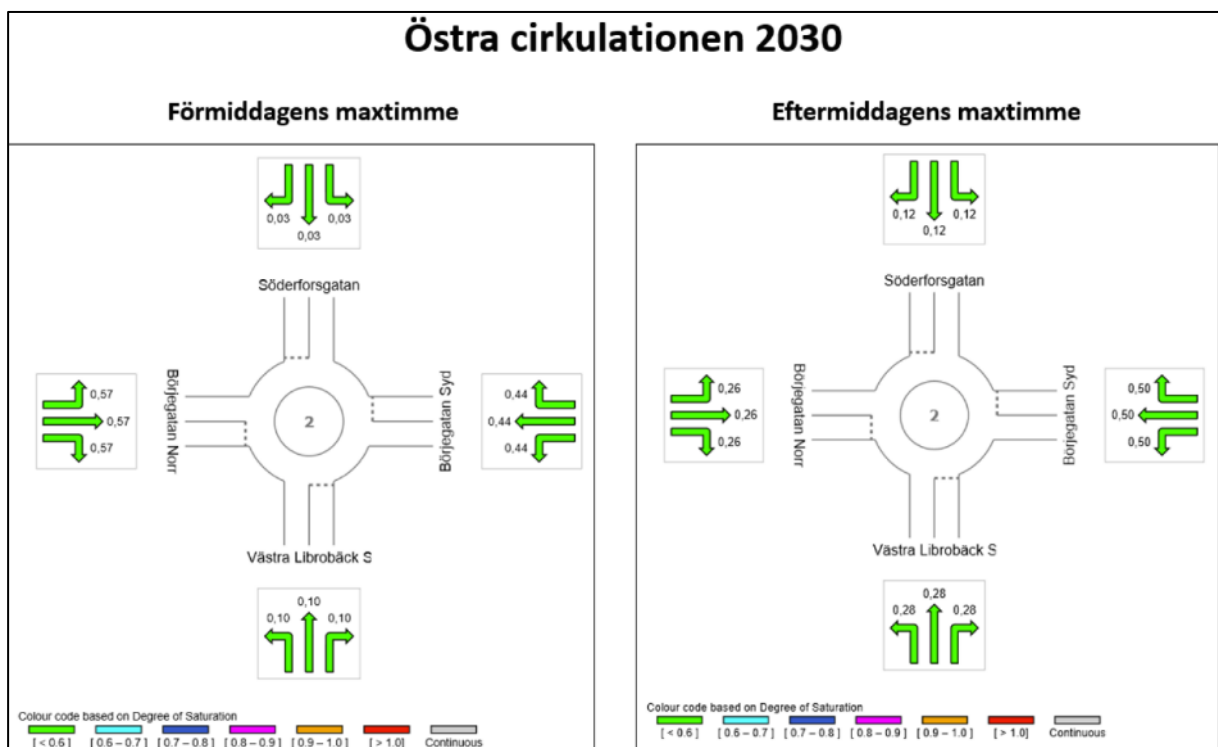 Östra cirkulationen 2030
Förmiddagens maxtimme
0,03 0,03
0,03
Söderforsgatan
Börjegatan Norr
0,57
0,57
0,57
2
Börjegatan Syd
0,44
0,44
0,44
Västra Librobäck S
0,10
0,10 0,10
Colour code based on Degree of Saturation
[ < 0.6 ] [ 0.6 – 0.7 ] [ 0.7 – 0.8 ] [ 0.8 – 0.9 ] [ 0.9 – 1.0 ] [ > 1.0 ] Continuous
Eftermiddagens maxtimme
0,12 0,12
0,12
Söderforsgatan
Börjegatan Norr
0,26
0,26
0,26
2
Börjegatan Syd
0,50
0,50
0,50
Västra Librobäck S
0,28
0,28 0,28
Colour code based on Degree of Saturation
[ < 0.6 ] [ 0.6 – 0.7 ] [ 0.7 – 0.8 ] [ 0.8 – 0.9 ] [ 0.9 – 1.0 ] [ > 1.0 ] Continuous